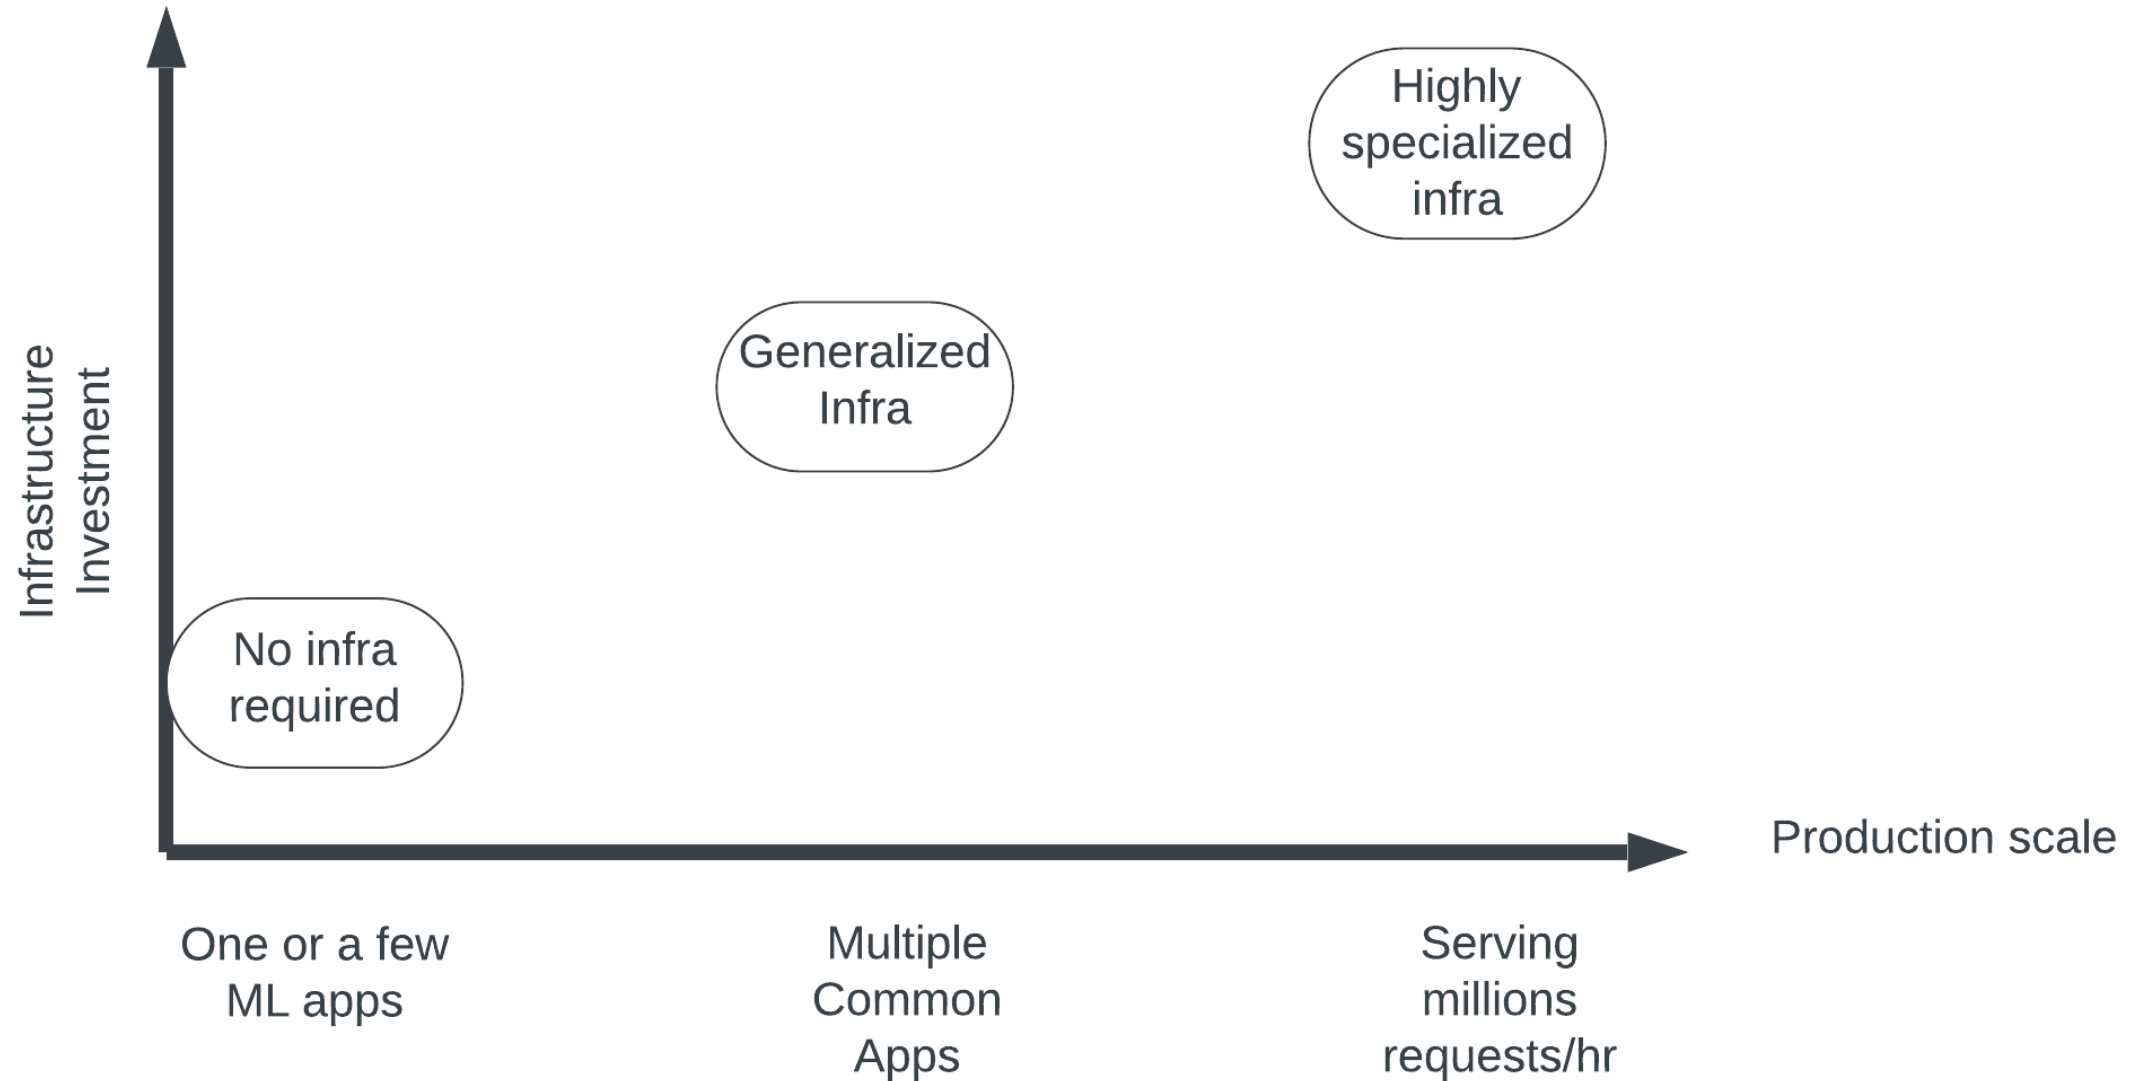 Highly
specialized
infra
Generalized
Infra
Infrastructure
Investment
No infra
required
Production scale
One or a few
ML apps
Multiple
Common
Apps
Serving
millions
requests/hr